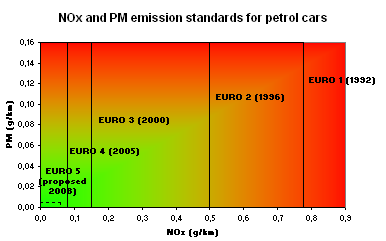 NOx and PM emission standards for petrol cars
0,16
0,14
0,12
0,10
0,08
0,06
0,04
0,02
0,00
PM (g/km)
EURO 1 (1992)
EURO 2 (1996)
EURO 3 (2000)
EURO 4 (2005)
EURO 5
(proposed
2008)
0,0 0,1 0,2 0,3 0,4 0,5 0,6 0,7 0,8 0,9
NOx (g/km)